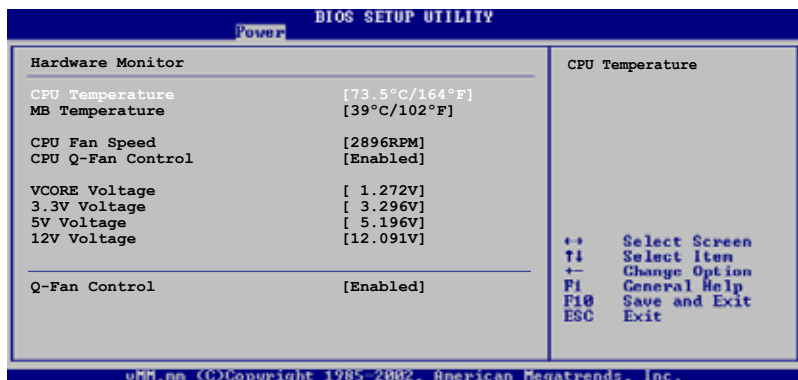 BIOS SETUP UTILITY
Power
Hardware Monitor
CPU Temperature [73.5°C/164°F]
MB Temperature [39°C/102°F]
CPU Fan Speed [2896RPM]
CPU Q-Fan Control [Enabled]
VCORE Voltage [ 1.272V]
3.3V Voltage [ 3.296V]
5V Voltage [ 5.196V]
12V Voltage [12.091V]
Q-Fan Control [Enabled]
CPU Temperature
↔ Select Screen
↑↓ Select Item
+- Change Option
F1 General Help
F10 Save and Exit
ESC Exit
(C)Copyright 1985-2002, American Megatrends, Inc.